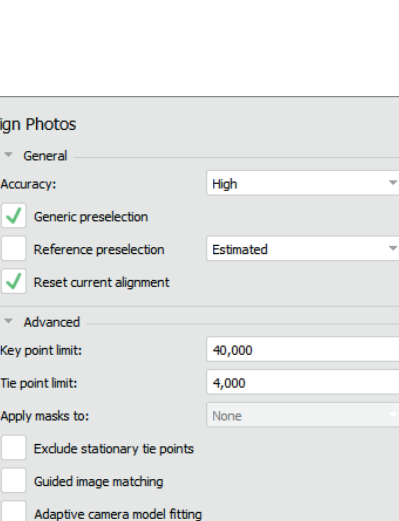 ign Photos
General
Accuracy: High
Generic preselection
Reference preselection Estimated
Reset current alignment
Advanced
Key point limit: 40,000
Tie point limit: 4,000
Apply masks to: None
Exclude stationary tie points
Guided image matching
Adaptive camera model fitting